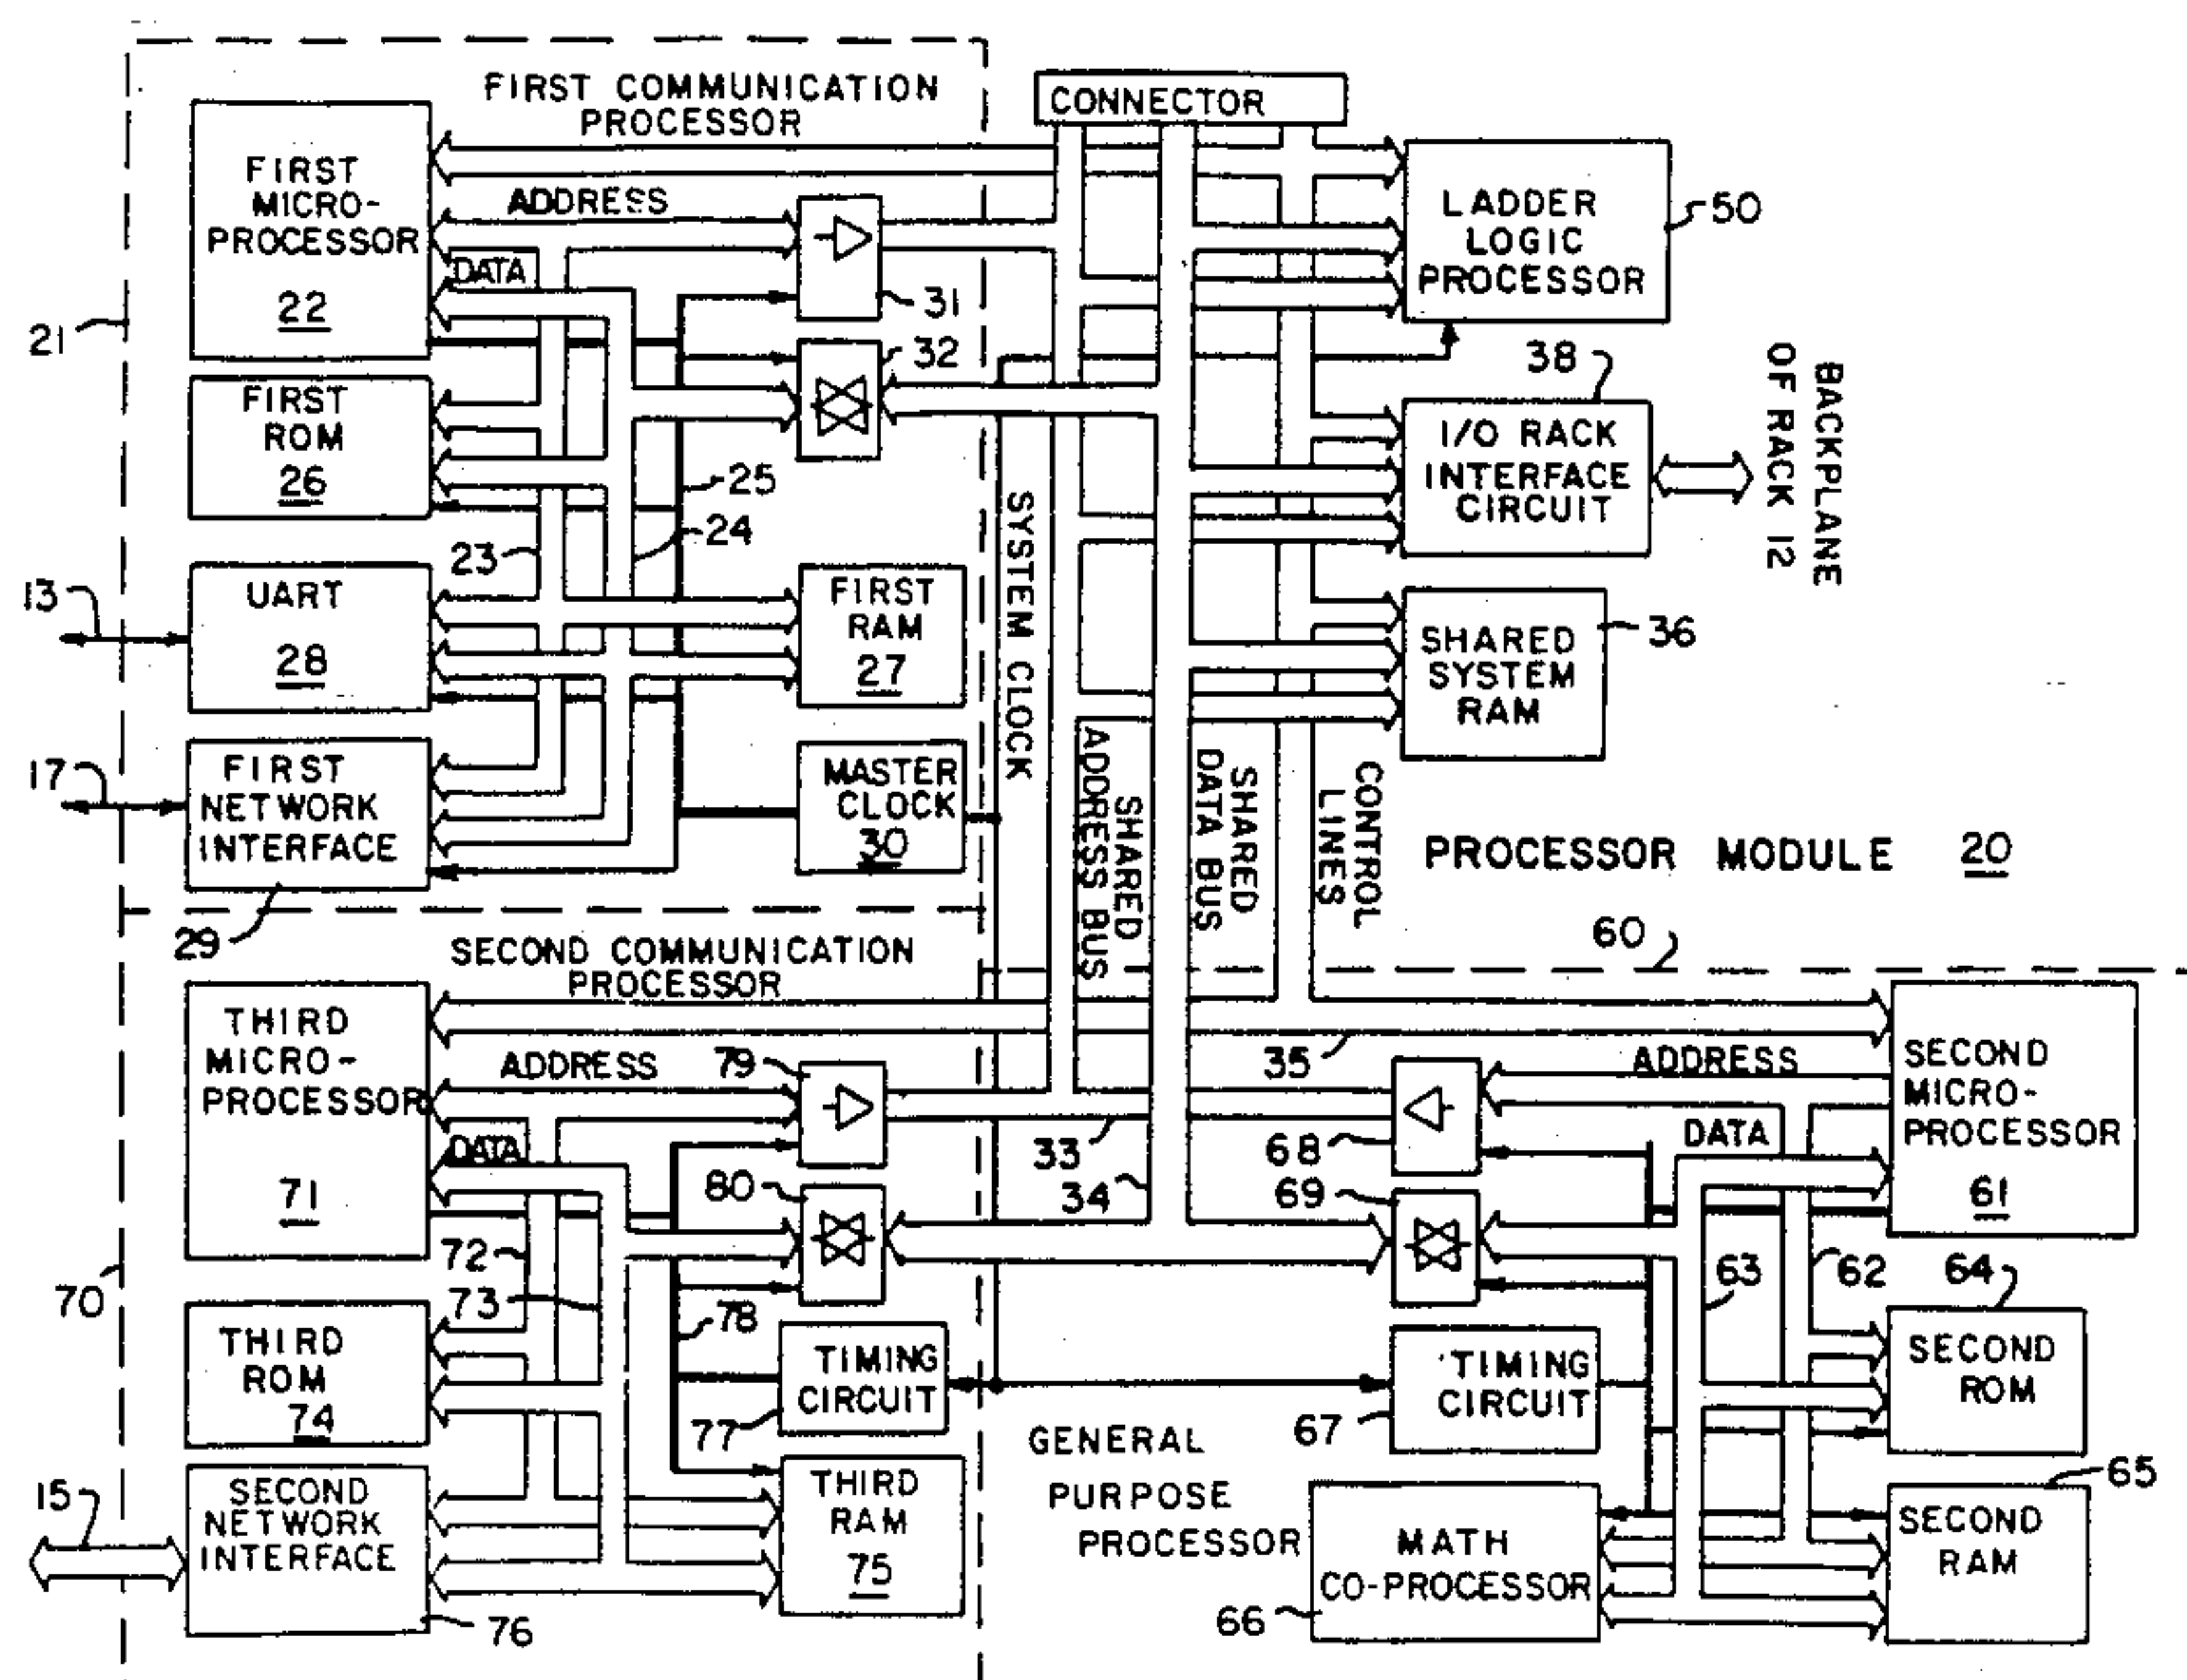 FIRST COMMUNICATION
PROCESSOR
CONNECTOR
FIRST
MICRO-
PROCESSOR
22
ADDRESS
DATA
31
32
21
LADDER
LOGIC
PROCESSOR
50
FIRST
ROM
26
25
24
23
38
I/O RACK
INTERFACE
CIRCUIT
BACKPLANE
OF RACK 12
13
UART
28
FIRST
RAM
27
SYSTEM CLOCK
SHARED
SYSTEM
RAM
36
17
FIRST
NETWORK
INTERFACE
29
MASTER
CLOCK
30
SHARED
ADDRESS BUS
SHARED
DATA BUS
CONTROL
LINES
PROCESSOR MODULE 20
60
SECOND COMMUNICATION
PROCESSOR
THIRD
MICRO-
PROCESSOR
71
ADDRESS
DATA
79
80
33
34
35
68
69
ADDRESS
DATA
SECOND
MICRO-
PROCESSOR
61
70
72
73
78
63
62
64
THIRD
ROM
74
TIMING
CIRCUIT
77
TIMING
CIRCUIT
67
SECOND
ROM
GENERAL
PURPOSE
PROCESSOR
15
SECOND
NETWORK
INTERFACE
76
THIRD
RAM
75
MATH
CO-PROCESSOR
66
SECOND
RAM
65